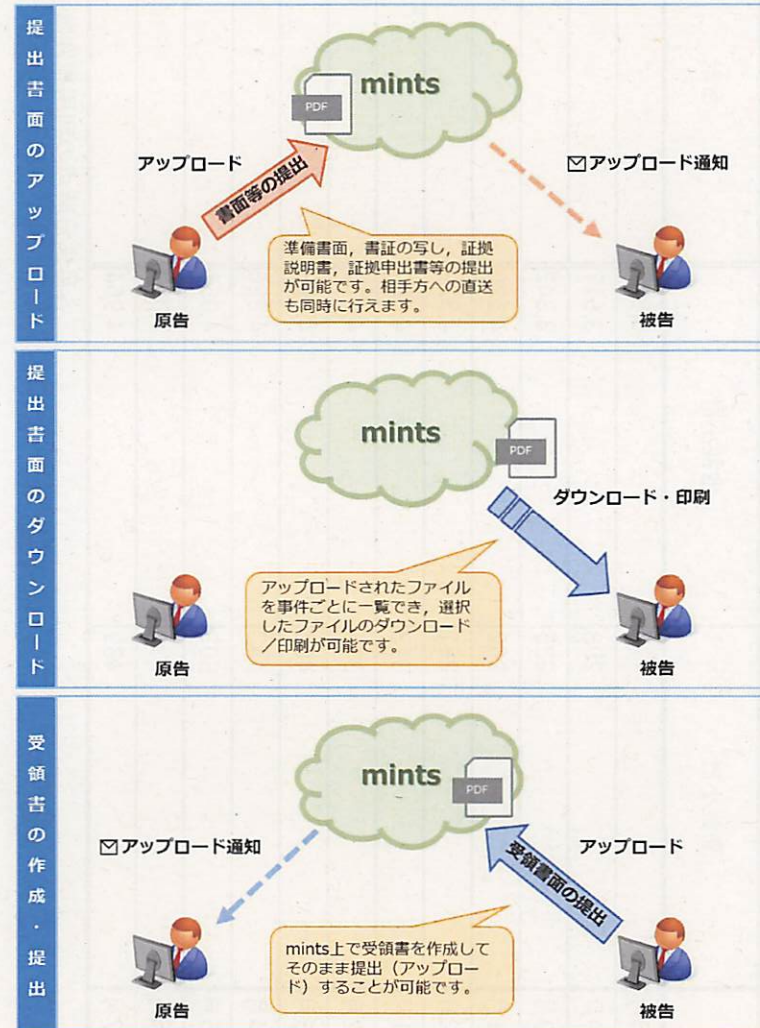 提出書面のアップロード
mints
PDF
アップロード
書面等の提出
アップロード通知
準備書面，書証の写し，証拠
説明書，証拠申出書等の提出
が可能です。相手方への直送
も同時に行えます。
原告
被告
提出書面のダウンロード
mints
PDF
ダウンロード・印刷
アップロードされたファイル
を事件ごとに一覧でき，選択
したファイルのダウンロード
／印刷が可能です。
原告
被告
受領書の作成・提出
mints
PDF
アップロード通知
アップロード
受領書面の提出
mints上で受領書を作成して
そのまま提出（アップロー
ド）することが可能です。
原告
被告